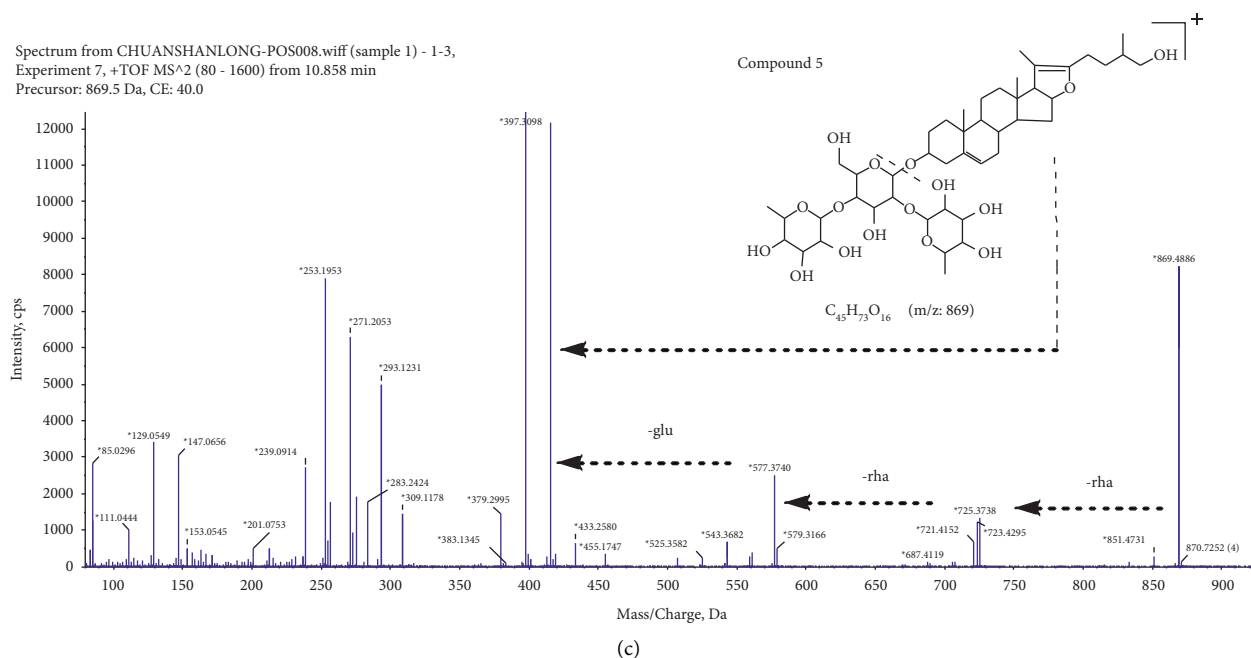 Spectrum from CHUANSHANLONG-POS008.wiff (sample 1) - 1-3,
Experiment 7, +TOF MS^2 (80 - 1600) from 10.858 min
Precursor: 869.5 Da, CE: 40.0
Compound 5
+
OH
OH
O
O
O
OH
O
O
O
OH
OH
O
OH
HO
OH
OH
OH
C45H73O16 (m/z: 869)
Intensity, cps
12000
11000
10000
9000
8000
7000
6000
5000
4000
3000
2000
1000
0
*397.3098
*869.4886
*253.1953
*271.2053
*293.1231
*129.0549
*147.0656
*85.0296
*239.0914
*283.2424
*309.1178
*111.0444
*153.0545
*201.0753
*379.2995
*383.1345
*433.2580
*455.1747
*525.3582
*543.3682
*577.3740
*579.3166
*687.4119
*721.4152
*725.3738
*723.4295
*851.4731
870.7252 (4)
-glu
-rha
-rha
100 150 200 250 300 350 400 450 500 550 600 650 700 750 800 850 900
Mass/Charge, Da
(c)